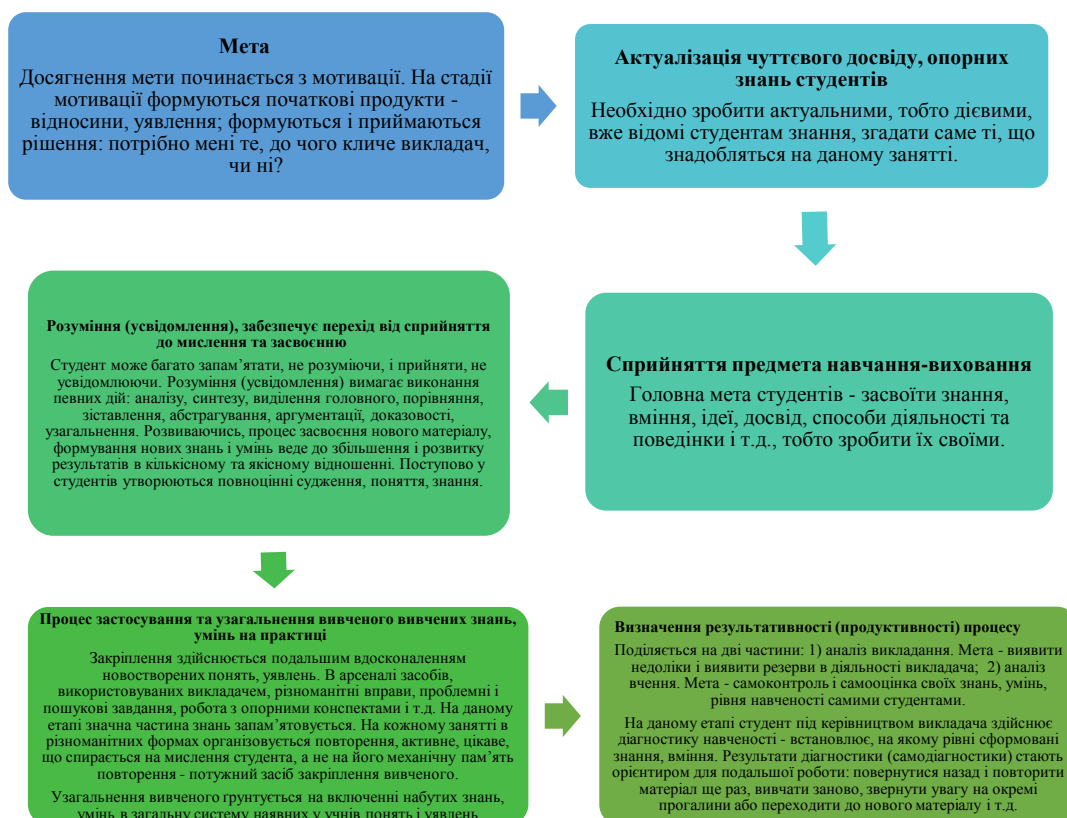 Мета
Досягнення мети починається з мотивації. На стадії
мотивації формуються початкові продукти -
відносини, уявлення; формуються і приймаються
рішення: потрібно мені те, до чого кличе викладач,
чи ні?
Актуалізація чуттєвого досвіду, опорних
знань студентів
Необхідно зробити актуальними, тобто дієвими,
вже відомі студентам знання, згадати саме ті, що
знадобляться на даному занятті.
Сприйняття предмета навчання-виховання
Головна мета студентів - засвоїти знання,
вміння, ідеї, досвід, способи діяльності та
поведінки і т.д., тобто зробити їх своїми.
Розуміння (усвідомлення), забезпечує перехід від сприйняття
до мислення та засвоєнню
Студент може багато запам’ятати, не розуміючи, і прийняти, не
усвідомлюючи. Розуміння (усвідомлення) вимагає виконання
певних дій: аналізу, синтезу, виділення головного, порівняння,
зіставлення, абстрагування, аргументації, доказовості,
узагальнення. Розвиваючись, процес засвоєння нового матеріалу,
формування нових знань і умінь веде до збільшення і розвитку
результатів в кількісному та якісному відношенні. Поступово у
студентів утворюються повноцінні судження, поняття, знання.
Процес застосування та узагальнення вивченого вивчених знань,
умінь на практиці
Закріплення здійснюється подальшим вдосконаленням
новостворених понять, уявлень. В арсеналі засобів,
використовуваних викладачем, різноманітні вправи, проблемні і
пошукові завдання, робота з опорними конспектами і т.д. На даному
етапі значна частина знань запам’ятовується. На кожному занятті в
різноманітних формах організовується повторення, активне, цікаве,
що спирається на мислення студента, а не на його механічну пам’ять
повторення - потужний засіб закріплення вивченого.
Узагальнення вивченого ґрунтується на включенні набутих знань,
умінь в загальну систему наявних у учнів понять і уявлень
Визначення результативності (продуктивності) процесу
Поділяється на дві частини: 1) аналіз викладання. Мета - виявити
недоліки і виявити резерви в діяльності викладача; 2) аналіз
вчення. Мета - самоконтроль і самооцінка своїх знань, умінь,
рівня навченості самими студентами.
На даному етапі студент під керівництвом викладача здійснює
діагностику навченості - встановлює, на якому рівні сформовані
знання, вміння. Результати діагностики (самодіагностики) стають
орієнтиром для подальшої роботи: повернутися назад і повторити
матеріал ще раз, вивчати заново, звернути увагу на окремі
прогалини або переходити до нового матеріалу і т.д.